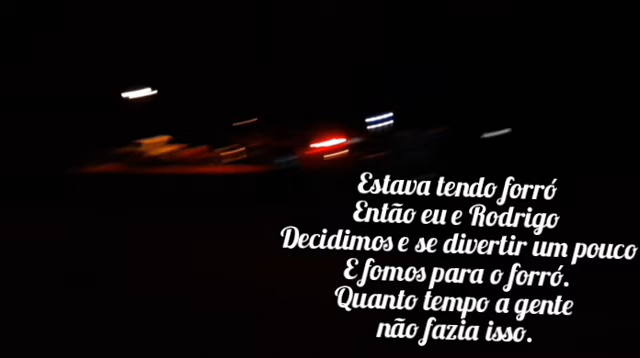 Estava tendo forró
Então eu e Rodrigo
Decidimos e se divertir um pouco
E fomos para o forró.
Quanto tempo a gente
não fazia isso.